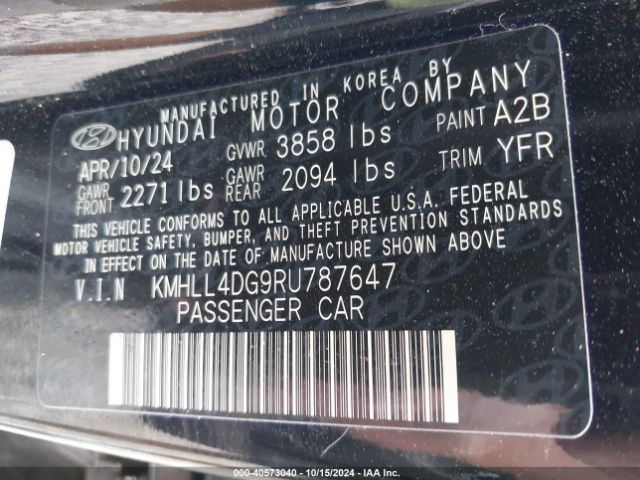 MANUFACTURED IN KOREA BY
HYUNDAI MOTOR COMPANY
APR/10/24 GVWR 3858 lbs PAINT A2B
GAWR FRONT 2271 lbs GAWR REAR 2094 lbs TRIM YFR
THIS VEHICLE CONFORMS TO ALL APPLICABLE U.S.A. FEDERAL
MOTOR VEHICLE SAFETY, BUMPER, AND THEFT PREVENTION STANDARDS
IN EFFECT ON THE DATE OF MANUFACTURE SHOWN ABOVE
V.I.N KMHLL4DG9RU787647
PASSENGER CAR
000-40573040 - 10/15/2024 - IAA Inc.